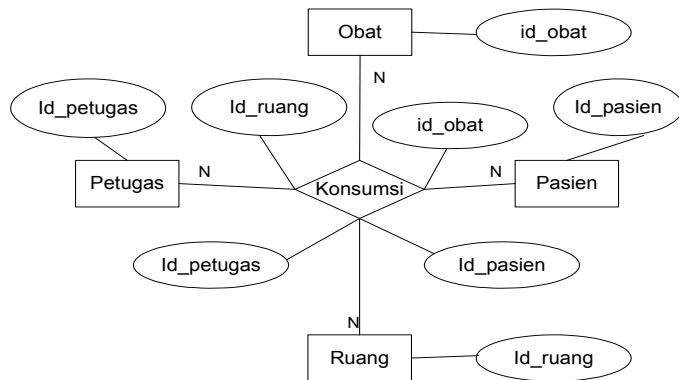 Obat
id_obat
N
Id_petugas
Id_ruang
id_obat
Id_pasien
Petugas
N
Konsumsi
N
Pasien
Id_petugas
Id_pasien
N
Ruang
Id_ruang